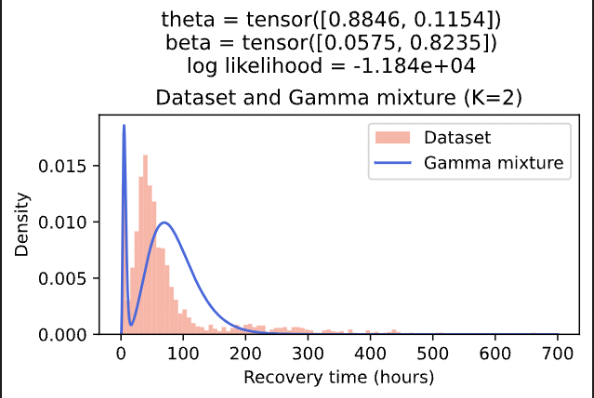 theta = tensor([0.8846, 0.1154])
beta = tensor([0.0575, 0.8235])
log likelihood = -1.184e+04
Dataset and Gamma mixture (K=2)
Dataset
Gamma mixture
Density
0.015
0.010
0.005
0.000
0 100 200 300 400 500 600 700
Recovery time (hours)